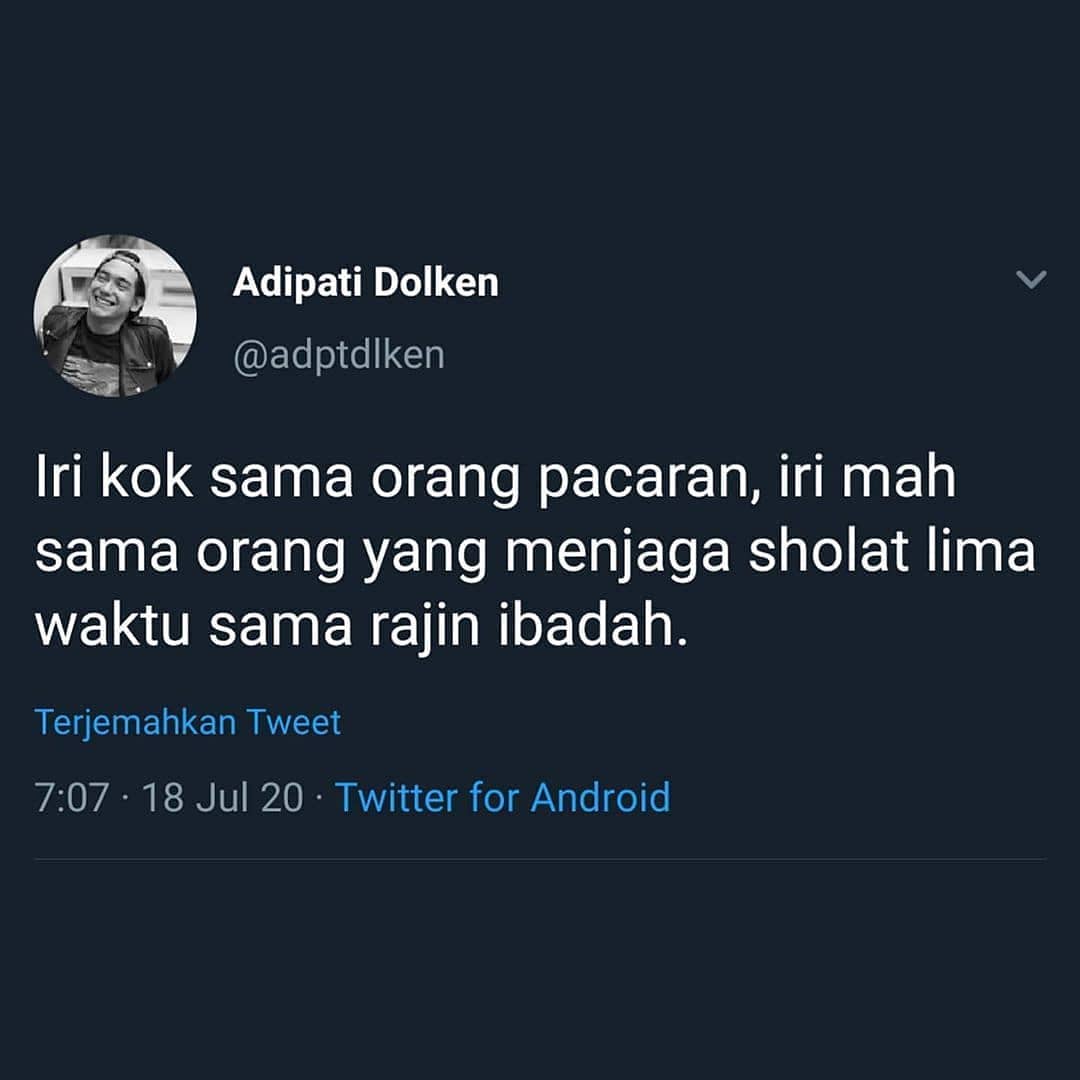 Adipati Dolken
@adptdlken
Iri kok sama orang pacaran, iri mah
sama orang yang menjaga sholat lima
waktu sama rajin ibadah.
Terjemahkan Tweet
7:07 · 18 Jul 20 · Twitter for Android